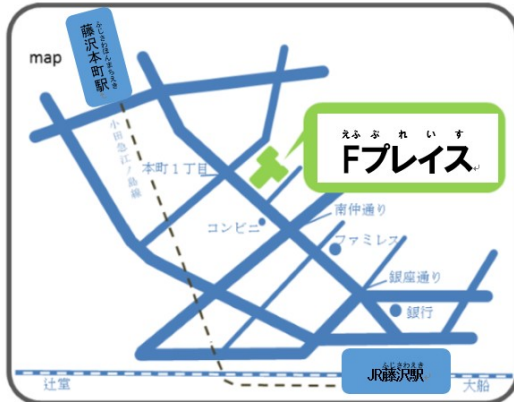 map
ふじさわほんまちえき
藤沢本町駅
小田急江ノ島線
えふぷれいす
Fプレイス
本町1丁目
南仲通り
コンビニ
ファミレス
銀座通り
銀行
ふじさわえき
JR藤沢駅
辻堂
大船